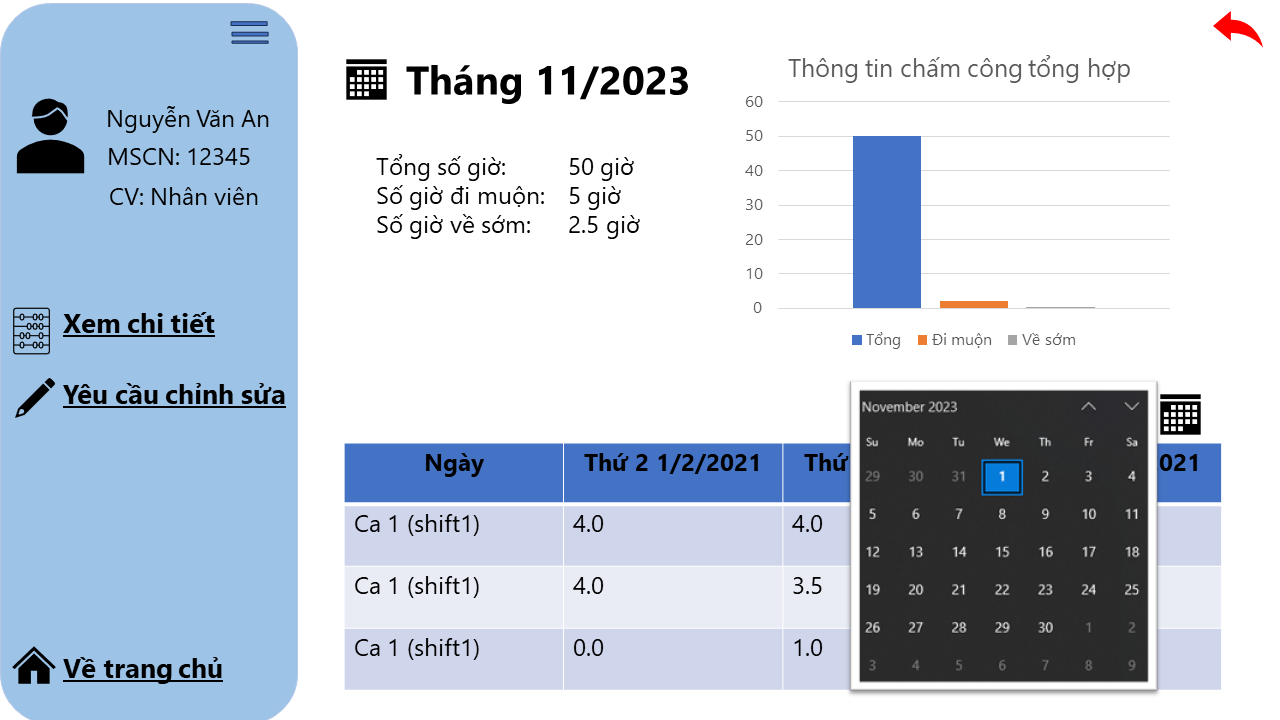 Nguyễn Văn An
MSCN: 12345
CV: Nhân viên
Xem chi tiết
Yêu cầu chỉnh sửa
Về trang chủ
Tháng 11/2023
Tổng số giờ: 50 giờ
Số giờ đi muộn: 5 giờ
Số giờ về sớm: 2.5 giờ
Thông tin chấm công tổng hợp
60
50
40
30
20
10
0
Tổng Đi muộn Về sớm
Ngày Thứ 2 1/2/2021 Thứ 021
Ca 1 (shift1) 4.0 4.0
Ca 1 (shift1) 4.0 3.5
Ca 1 (shift1) 0.0 1.0
November 2023
Su Mo Tu We Th Fr Sa
29 30 31 1 2 3 4
5 6 7 8 9 10 11
12 13 14 15 16 17 18
19 20 21 22 23 24 25
26 27 28 29 30 1 2
3 4 5 6 7 8 9